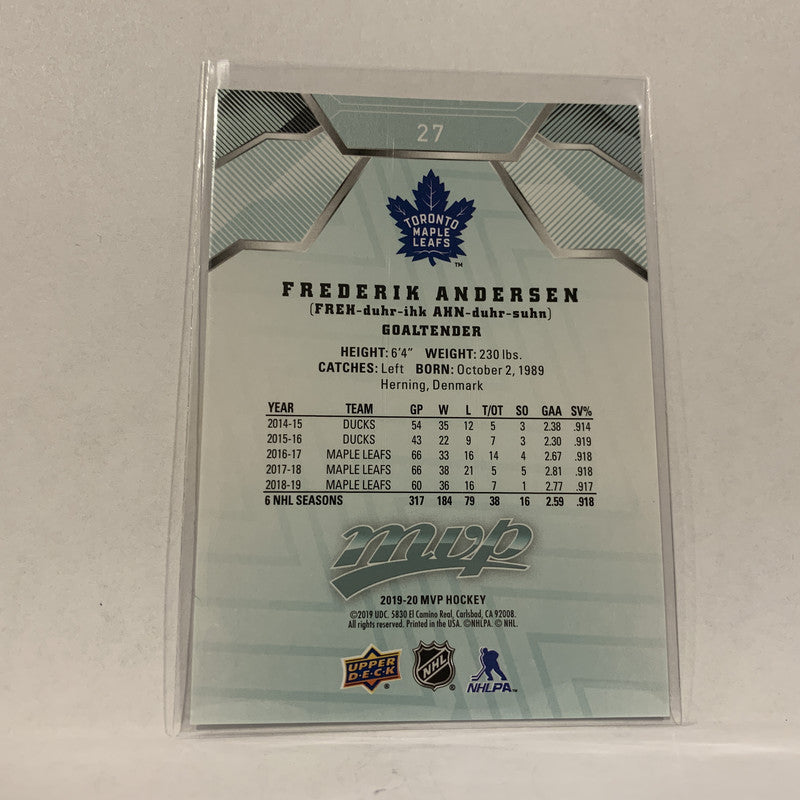 27
TORONTO
MAPLE
LEAFS
™
FREDERIK ANDERSEN
(FREH-duhr-ihk AHN-duhr-suhn)
GOALTENDER
HEIGHT: 6'4" WEIGHT: 230 lbs.
CATCHES: Left BORN: October 2, 1989
Herning, Denmark
YEAR TEAM GP W L T/OT SO GAA SV%
2014-15 DUCKS 54 35 12 5 3 2.38 .914
2015-16 DUCKS 43 22 9 7 3 2.30 .919
2016-17 MAPLE LEAFS 66 33 16 14 4 2.67 .918
2017-18 MAPLE LEAFS 66 38 21 5 5 2.81 .918
2018-19 MAPLE LEAFS 60 36 16 7 1 2.77 .917
6 NHL SEASONS 317 184 79 38 16 2.59 .918
mvp
2019-20 MVP HOCKEY
©2019 UDC. 5830 El Camino Real, Carlsbad, CA 92008.
All rights reserved. Printed in the USA. ©NHLPA. © NHL.
UPPER DECK ® NHL ® NHLPA™